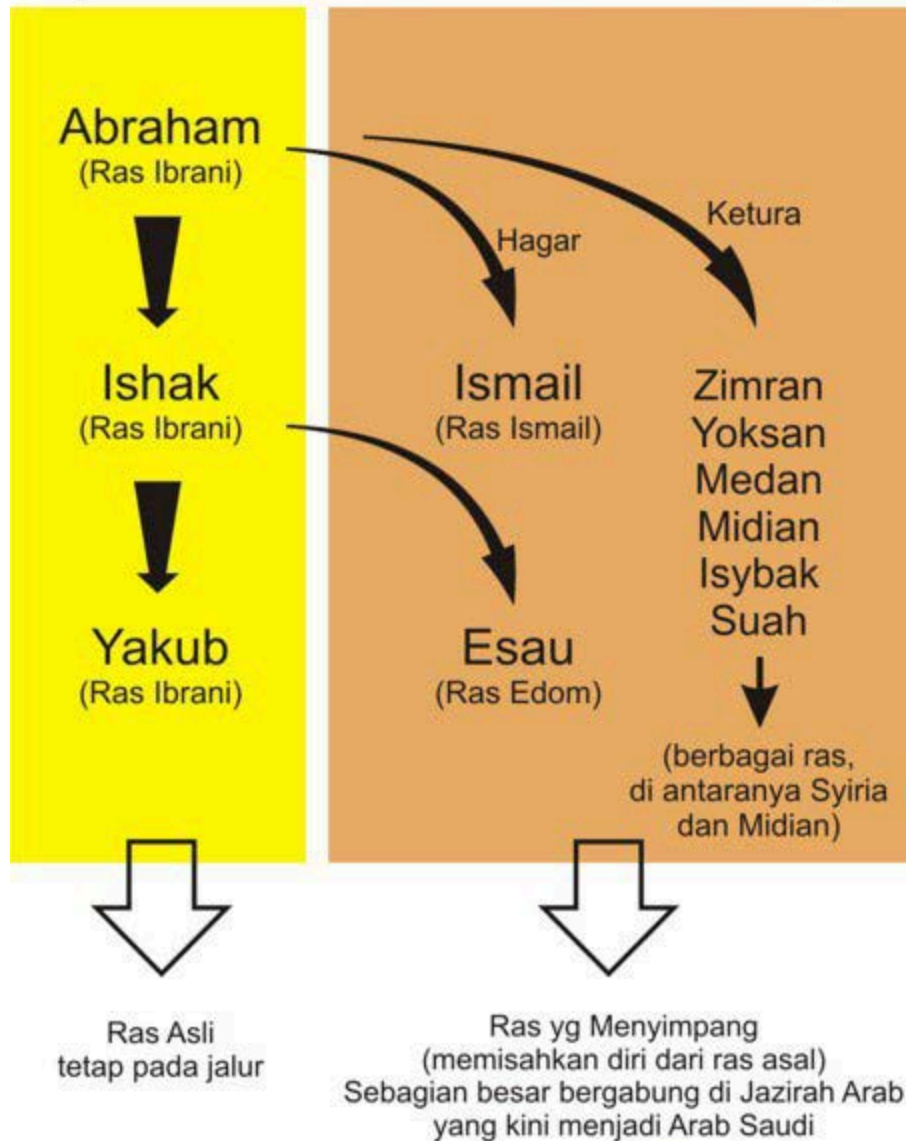 Abraham
(Ras Ibrani)
Hagar
Ketura
Ishak
(Ras Ibrani)
Ismail
(Ras Ismail)
Zimran
Yoksan
Medan
Midian
Isybak
Suah
Yakub
(Ras Ibrani)
Esau
(Ras Edom)
(berbagai ras,
di antaranya Syiria
dan Midian)
Ras Asli
tetap pada jalur
Ras yg Menyimpang
(memisahkan diri dari ras asal)
Sebagian besar bergabung di Jazirah Arab
yang kini menjadi Arab Saudi